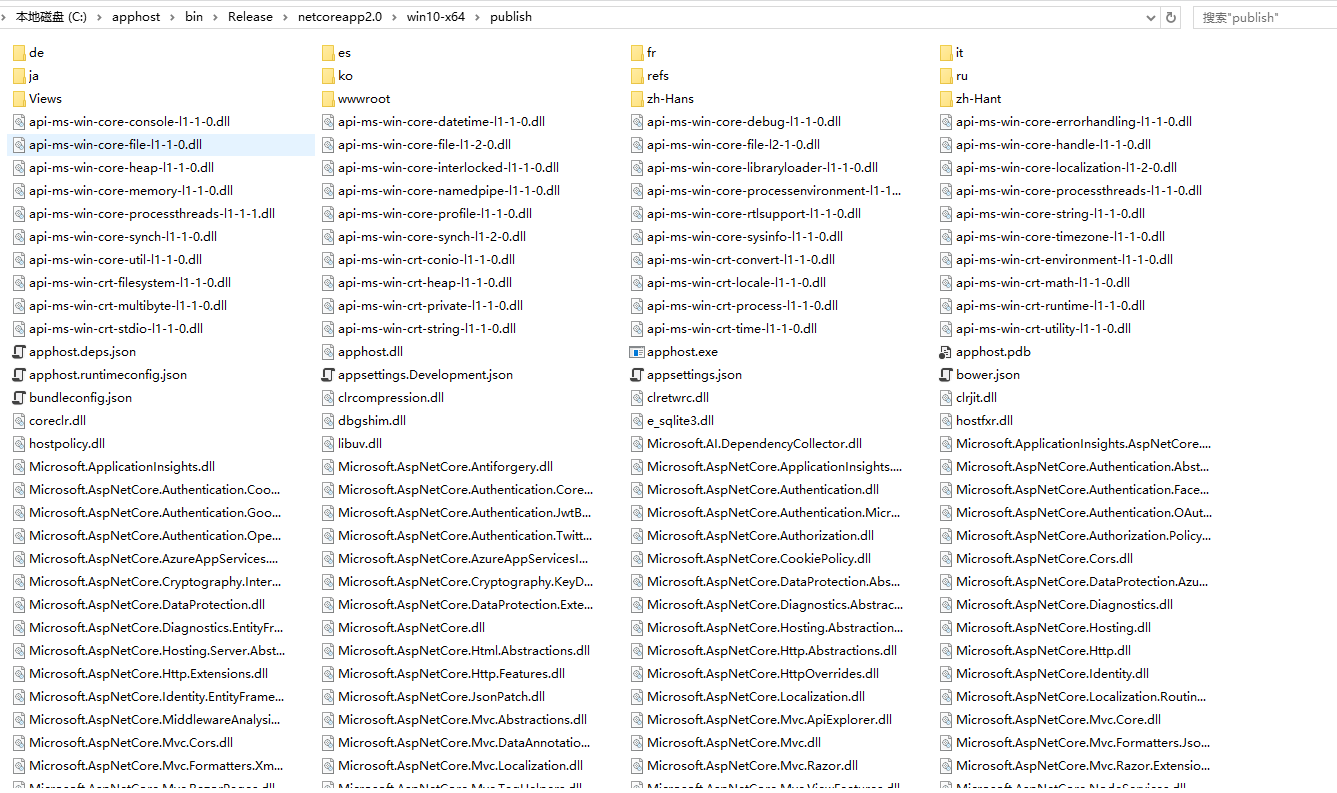 本地磁盘 (C:) > apphost > bin > Release > netcoreapp2.0 > win10-x64 > publish 搜索"publish"
de es fr it
ja ko refs ru
Views wwwroot zh-Hans zh-Hant
api-ms-win-core-console-l1-1-0.dll api-ms-win-core-datetime-l1-1-0.dll api-ms-win-core-debug-l1-1-0.dll api-ms-win-core-errorhandling-l1-1-0.dll
api-ms-win-core-file-l1-1-0.dll api-ms-win-core-file-l1-2-0.dll api-ms-win-core-file-l2-1-0.dll api-ms-win-core-handle-l1-1-0.dll
api-ms-win-core-heap-l1-1-0.dll api-ms-win-core-interlocked-l1-1-0.dll api-ms-win-core-libraryloader-l1-1-0.dll api-ms-win-core-localization-l1-2-0.dll
api-ms-win-core-memory-l1-1-0.dll api-ms-win-core-namedpipe-l1-1-0.dll api-ms-win-core-processenvironment-l1-1... api-ms-win-core-processthreads-l1-1-0.dll
api-ms-win-core-processthreads-l1-1-1.dll api-ms-win-core-profile-l1-1-0.dll api-ms-win-core-rtlsupport-l1-1-0.dll api-ms-win-core-string-l1-1-0.dll
api-ms-win-core-synch-l1-1-0.dll api-ms-win-core-synch-l1-2-0.dll api-ms-win-core-sysinfo-l1-1-0.dll api-ms-win-core-timezone-l1-1-0.dll
api-ms-win-core-util-l1-1-0.dll api-ms-win-crt-conio-l1-1-0.dll api-ms-win-crt-convert-l1-1-0.dll api-ms-win-crt-environment-l1-1-0.dll
api-ms-win-crt-filesystem-l1-1-0.dll api-ms-win-crt-heap-l1-1-0.dll api-ms-win-crt-locale-l1-1-0.dll api-ms-win-crt-math-l1-1-0.dll
api-ms-win-crt-multibyte-l1-1-0.dll api-ms-win-crt-private-l1-1-0.dll api-ms-win-crt-process-l1-1-0.dll api-ms-win-crt-runtime-l1-1-0.dll
api-ms-win-crt-stdio-l1-1-0.dll api-ms-win-crt-string-l1-1-0.dll api-ms-win-crt-time-l1-1-0.dll api-ms-win-crt-utility-l1-1-0.dll
apphost.deps.json apphost.dll apphost.exe apphost.pdb
apphost.runtimeconfig.json appsettings.Development.json appsettings.json bower.json
bundleconfig.json clrcompression.dll clretwrc.dll clrjit.dll
coreclr.dll dbgshim.dll e_sqlite3.dll hostfxr.dll
hostpolicy.dll libuv.dll Microsoft.AI.DependencyCollector.dll Microsoft.ApplicationInsights.AspNetCore....
Microsoft.ApplicationInsights.dll Microsoft.AspNetCore.Antiforgery.dll Microsoft.AspNetCore.ApplicationInsights.... Microsoft.AspNetCore.Authentication.Abst...
Microsoft.AspNetCore.Authentication.Coo... Microsoft.AspNetCore.Authentication.Core... Microsoft.AspNetCore.Authentication.dll Microsoft.AspNetCore.Authentication.Face...
Microsoft.AspNetCore.Authentication.Goo... Microsoft.AspNetCore.Authentication.JwtB... Microsoft.AspNetCore.Authentication.Micr... Microsoft.AspNetCore.Authentication.OAut...
Microsoft.AspNetCore.Authentication.Ope... Microsoft.AspNetCore.Authentication.Twitt... Microsoft.AspNetCore.Authorization.dll Microsoft.AspNetCore.Authorization.Policy...
Microsoft.AspNetCore.AzureAppServices.... Microsoft.AspNetCore.AzureAppServicesI... Microsoft.AspNetCore.CookiePolicy.dll Microsoft.AspNetCore.Cors.dll
Microsoft.AspNetCore.Cryptography.Inter... Microsoft.AspNetCore.Cryptography.KeyD... Microsoft.AspNetCore.DataProtection.Abs... Microsoft.AspNetCore.DataProtection.Azu...
Microsoft.AspNetCore.DataProtection.dll Microsoft.AspNetCore.DataProtection.Exte... Microsoft.AspNetCore.Diagnostics.Abstrac... Microsoft.AspNetCore.Diagnostics.dll
Microsoft.AspNetCore.Diagnostics.EntityFr... Microsoft.AspNetCore.dll Microsoft.AspNetCore.Hosting.Abstraction... Microsoft.AspNetCore.Hosting.dll
Microsoft.AspNetCore.Hosting.Server.Abst... Microsoft.AspNetCore.Html.Abstractions.dll Microsoft.AspNetCore.Http.Abstractions.dll Microsoft.AspNetCore.Http.dll
Microsoft.AspNetCore.Http.Extensions.dll Microsoft.AspNetCore.Http.Features.dll Microsoft.AspNetCore.HttpOverrides.dll Microsoft.AspNetCore.Identity.dll
Microsoft.AspNetCore.Identity.EntityFrame... Microsoft.AspNetCore.JsonPatch.dll Microsoft.AspNetCore.Localization.dll Microsoft.AspNetCore.Localization.Routin...
Microsoft.AspNetCore.MiddlewareAnalysi... Microsoft.AspNetCore.Mvc.Abstractions.dll Microsoft.AspNetCore.Mvc.ApiExplorer.dll Microsoft.AspNetCore.Mvc.Core.dll
Microsoft.AspNetCore.Mvc.Cors.dll Microsoft.AspNetCore.Mvc.DataAnnotatio... Microsoft.AspNetCore.Mvc.dll Microsoft.AspNetCore.Mvc.Formatters.Jso...
Microsoft.AspNetCore.Mvc.Formatters.Xm... Microsoft.AspNetCore.Mvc.Localization.dll Microsoft.AspNetCore.Mvc.Razor.dll Microsoft.AspNetCore.Mvc.Razor.Extensio...
Microsoft.AspNetCore.Mvc.RazorPages.dll Microsoft.AspNetCore.Mvc.TagHelpers.dll Microsoft.AspNetCore.Mvc.ViewFeatures.dll Microsoft.AspNetCore.NodeServices.dll